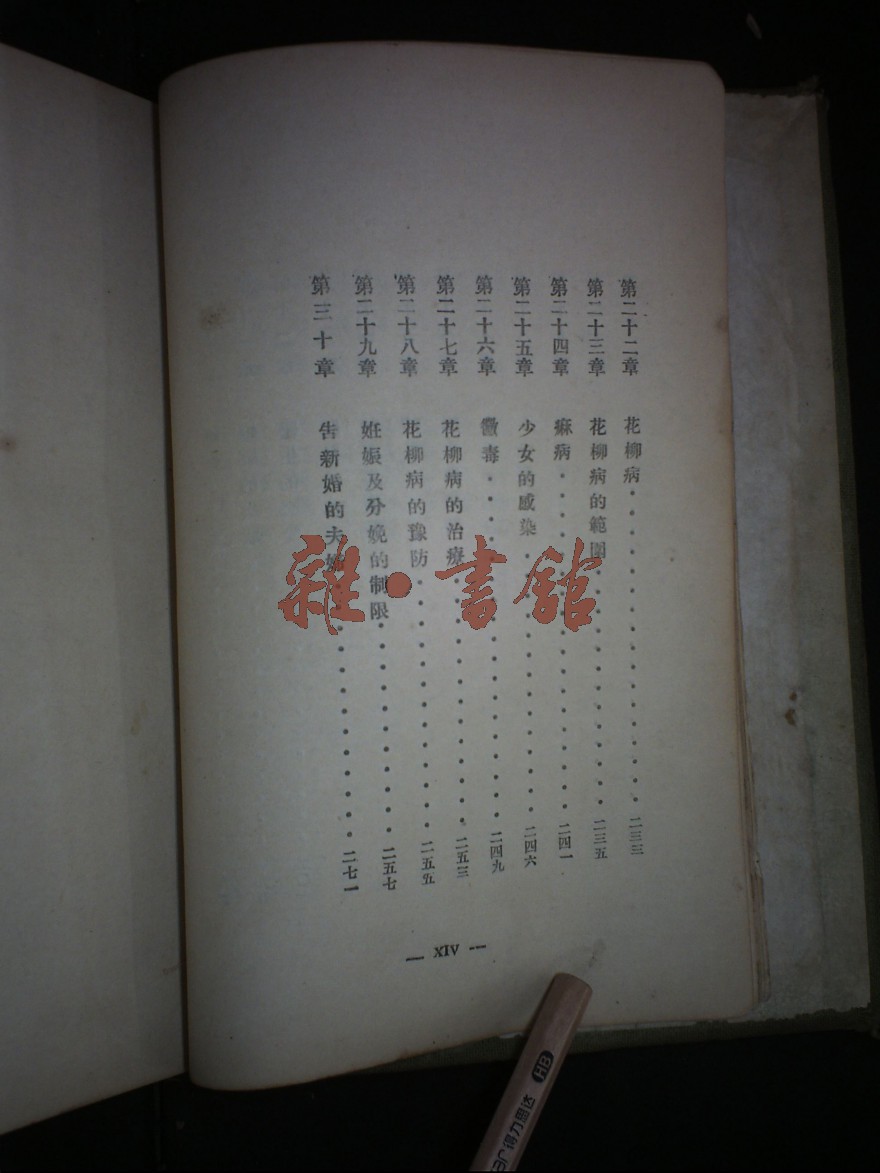 第二十二章 花柳病 二三三
第二十三章 花柳病的範圍 二三五
第二十四章 痳病 二四一
第二十五章 少女的感染 二四六
第二十六章 黴毒 二四九
第二十七章 花柳病的治療 二五三
第二十八章 花柳病的豫防 二五五
第二十九章 姙娠及分娩的制限 二五七
第三十章 吿新婚的夫婦 二七一
— XIV —
雜·書館
得力思达 HB